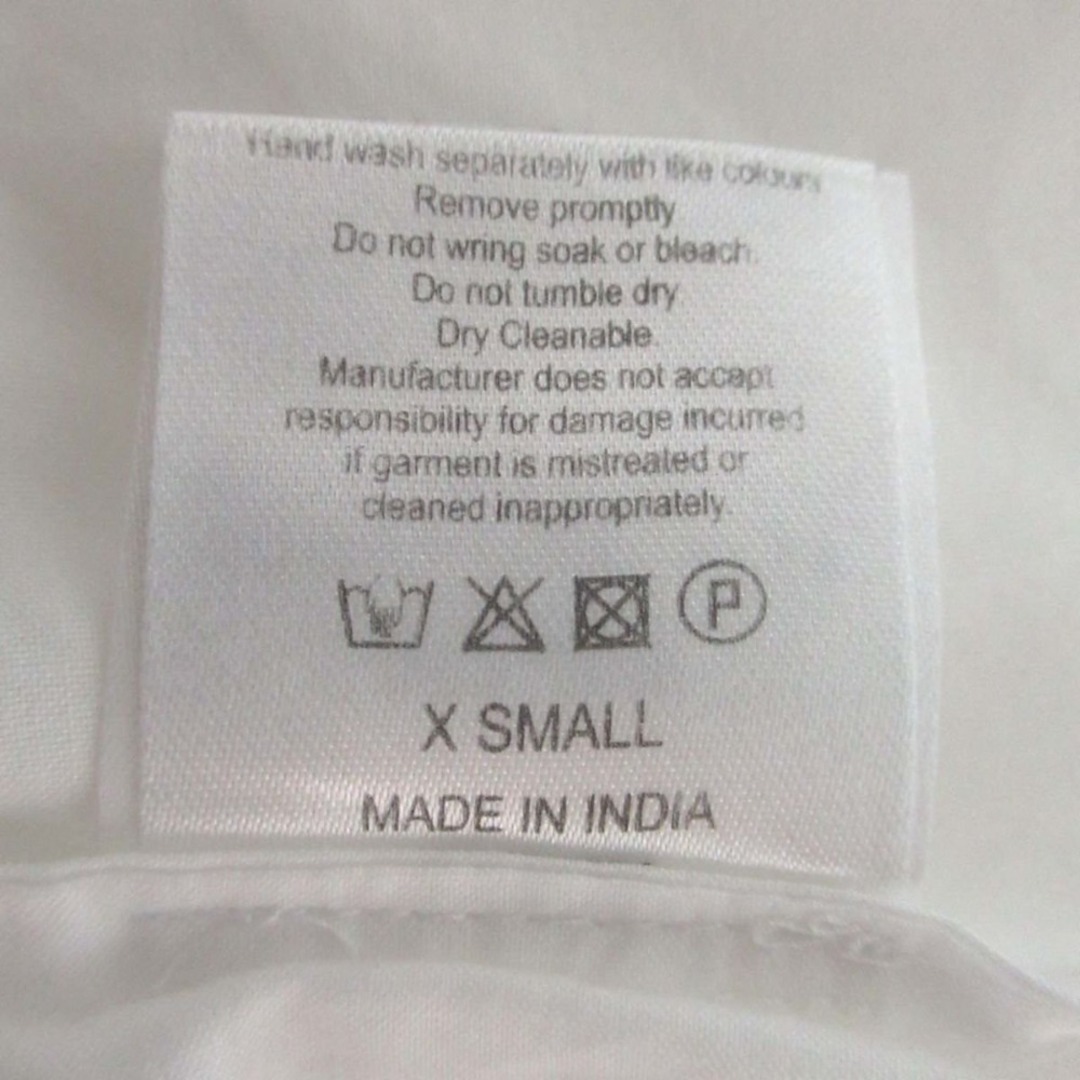 Hand wash separately with like colours
Remove promptly
Do not wring soak or bleach.
Do not tumble dry
Dry Cleanable.
Manufacturer does not accept
responsibility for damage incurred
if garment is mistreated or
cleaned inappropriately.
P
X SMALL
MADE IN INDIA